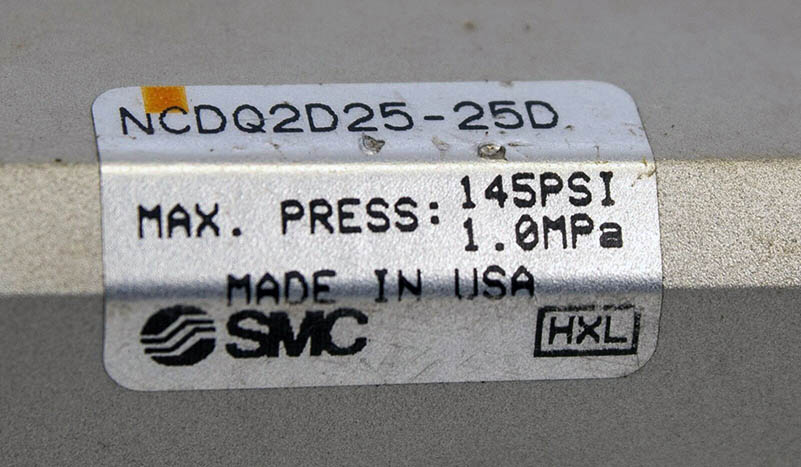 NCDQ2D25-25D
MAX. PRESS: 145PSI
1.0MPa
MADE IN USA
SMC HXL